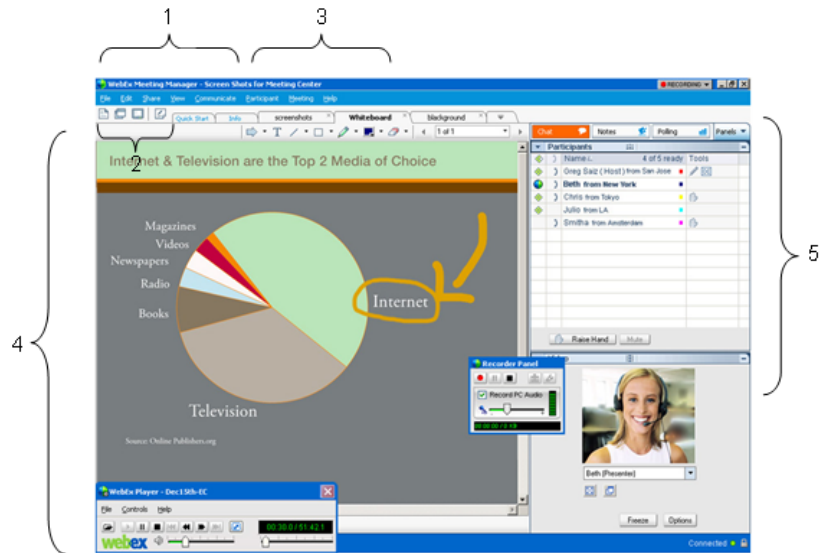 1
3
WebEx Meeting Manager - Screen Shots for Meeting Center
RECORDING
File Edit Share View Communicate Participant Meeting Help
Quick Start Info screenshots Whiteboard blackground
2
T
1 of 1
Chat Notes Polling Panels
Internet & Television are the Top 2 Media of Choice
Participants
Name 4 of 5 ready Tools
Greg Saiz (Host) from San Jose
Beth from New York
Chris from Tokyo
Julio from LA
Smitha from Amsterdam
Magazines
Videos
Newspapers
Radio
Books
Internet
Television
Source: Online Publishers.org
4
5
Raise Hand Mute
Recorder Panel
Record PC Audio
00:00:00 / 0 KB
Beth (Presenter)
Freeze Options
WebEx Player - Dec15th-EC
File Controls Help
00:30.0 / 51:42.1
webex
Connected